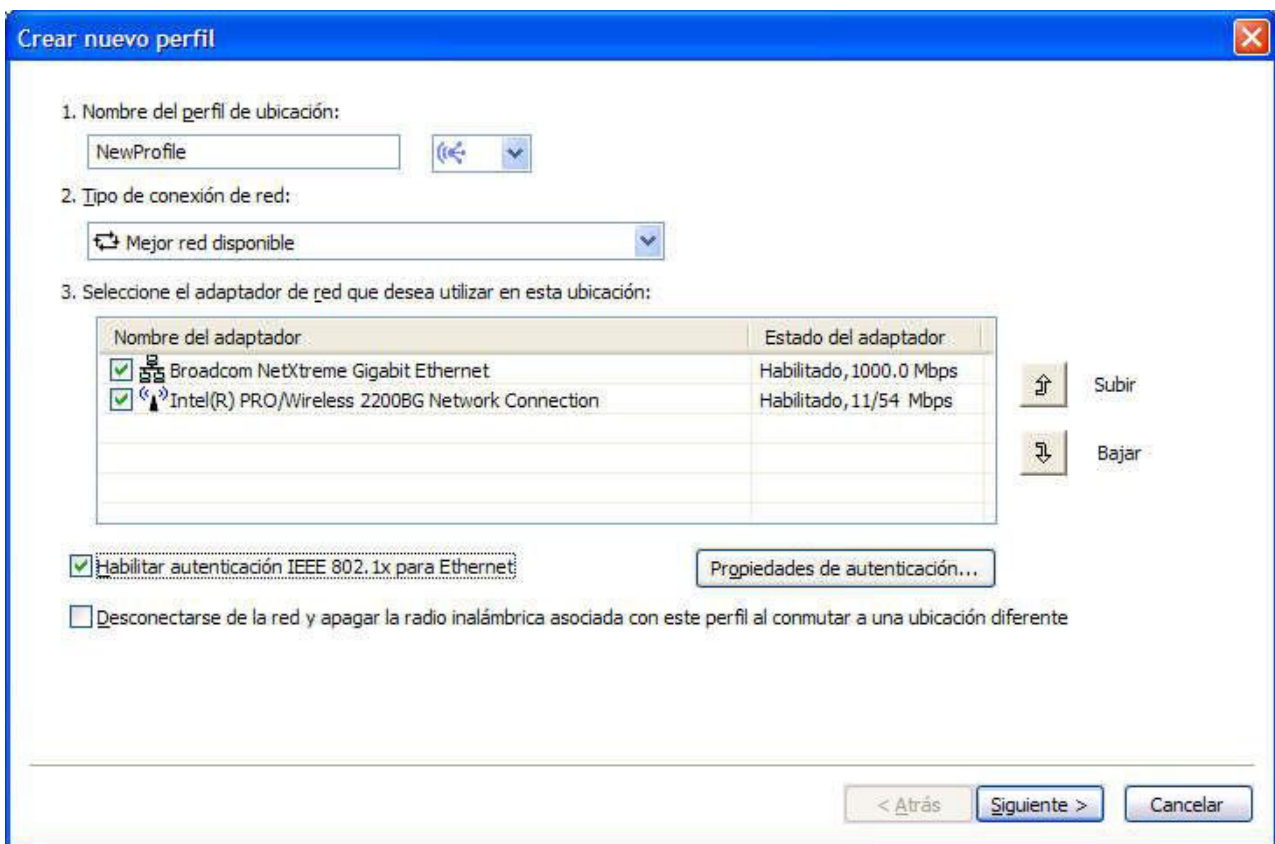 Crear nuevo perfil
1. Nombre del perfil de ubicación:
NewProfile
2. Tipo de conexión de red:
Mejor red disponible
3. Seleccione el adaptador de red que desea utilizar en esta ubicación:
Nombre del adaptador Estado del adaptador
Broadcom NetXtreme Gigabit Ethernet Habilitado,1000.0 Mbps
Intel(R) PRO/Wireless 2200BG Network Connection Habilitado,11/54 Mbps
Subir
Bajar
Habilitar autenticación IEEE 802.1x para Ethernet Propiedades de autenticación...
Desconectarse de la red y apagar la radio inalámbrica asociada con este perfil al conmutar a una ubicación diferente
< Atrás Siguiente > Cancelar